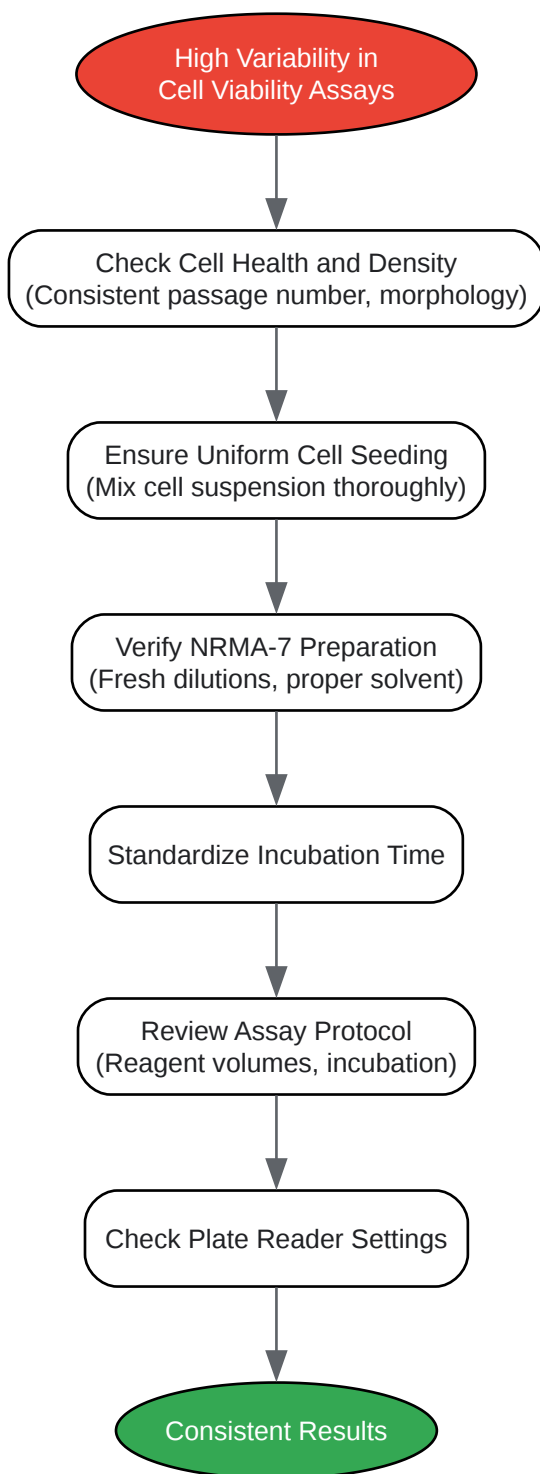 High Variability in
Cell Viability Assays
Check Cell Health and Density
(Consistent passage number, morphology)
Ensure Uniform Cell Seeding
(Mix cell suspension thoroughly)
Verify NRMA-7 Preparation
(Fresh dilutions, proper solvent)
Standardize Incubation Time
Review Assay Protocol
(Reagent volumes, incubation)
Check Plate Reader Settings
Consistent Results